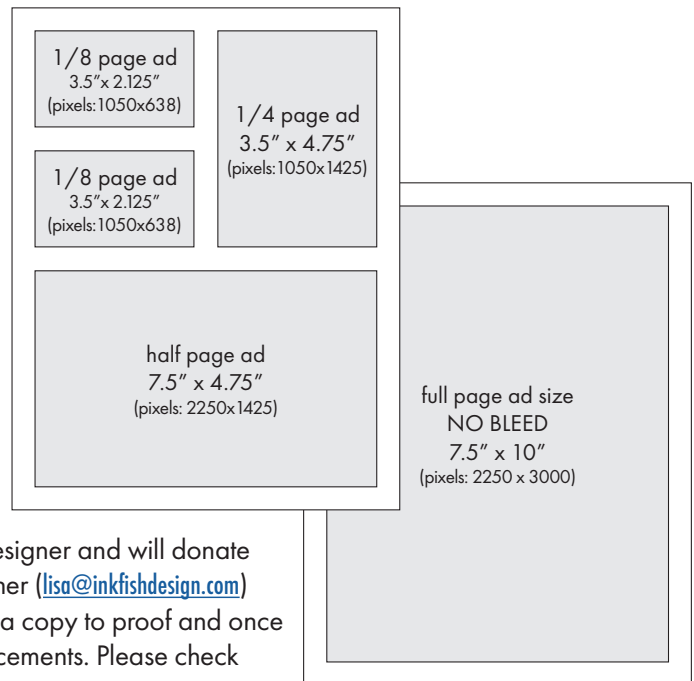 1/8 page ad
3.5”x 2.125”
(pixels:1050x638)
1/8 page ad
3.5”x 2.125”
(pixels:1050x638)
1/4 page ad
3.5” x 4.75”
(pixels:1050x1425)
half page ad
7.5” x 4.75”
(pixels: 2250x1425)
full page ad size
NO BLEED
7.5” x 10”
(pixels: 2250 x 3000)
esigner and will donate
ner (lisa@inkfishdesign.com)
a copy to proof and once
cements. Please check